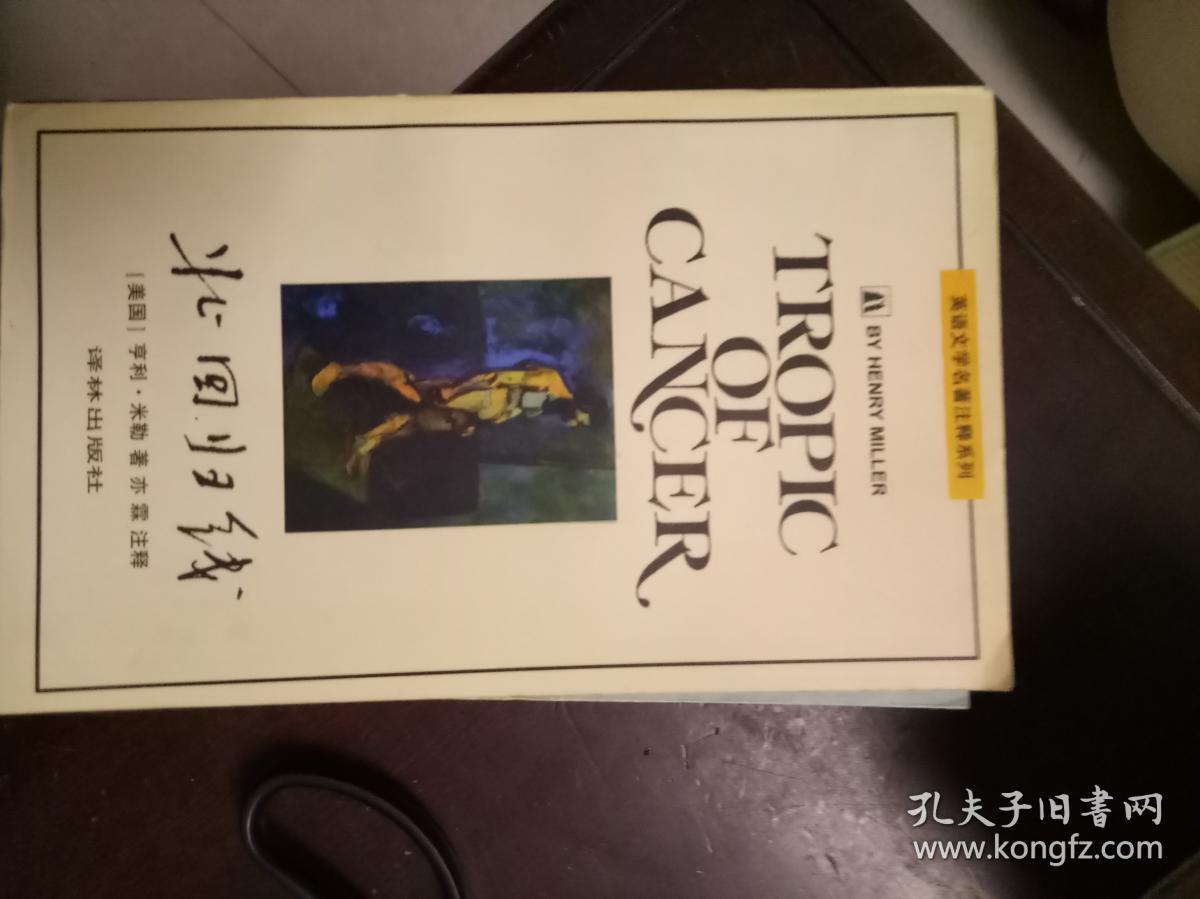 英语文学名著注释系列
BY HENRY MILLER
TROPIC
OF
CANCER
北回归线
［美国］亨利·米勒 著 亦霖 注释
译林出版社
孔夫子旧书网
www.kongfz.com